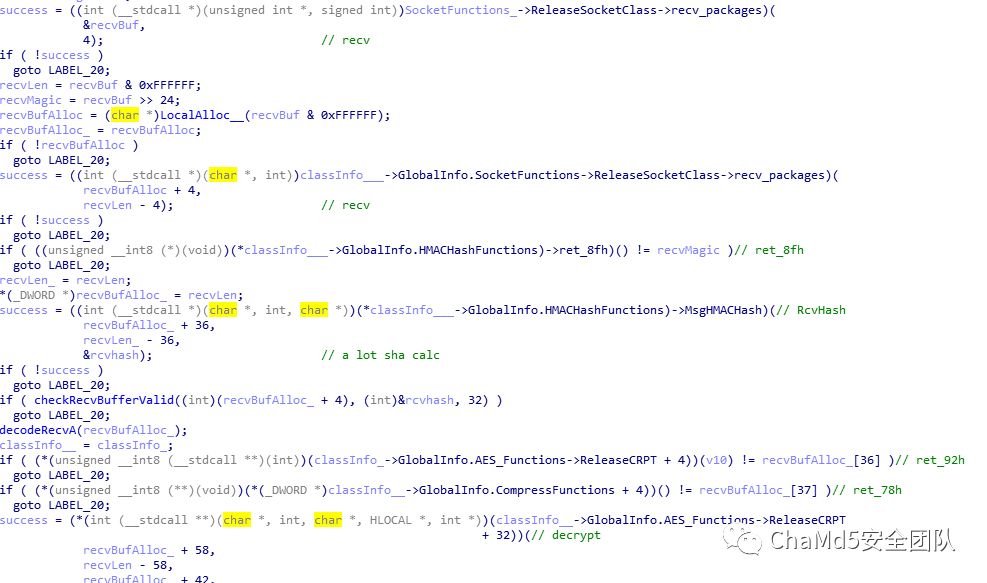 success = ((int (__stdcall *)(unsigned int *, signed int))SocketFunctions_->ReleaseSocketClass->recv_packages)(
&recvBuf,
4); // recv
if ( !success )
goto LABEL_20;
recvLen = recvBuf & 0xFFFFFF;
recvMagic = recvBuf >> 24;
recvBufAlloc = (char *)LocalAlloc__(recvBuf & 0xFFFFFF);
recvBufAlloc_ = recvBufAlloc;
if ( !recvBufAlloc )
goto LABEL_20;
success = ((int (__stdcall *)(char *, int))classInfo___->GlobalInfo.SocketFunctions->ReleaseSocketClass->recv_packages)(
recvBufAlloc + 4,
recvLen - 4); // recv
if ( !success )
goto LABEL_20;
if ( ((unsigned __int8 (*)(void))(*classInfo___->GlobalInfo.HMACHashFunctions)->ret_8fh)() != recvMagic )// ret_8fh
goto LABEL_20;
recvLen_ = recvLen;
*(_DWORD *)recvBufAlloc_ = recvLen;
success = ((int (__stdcall *)(char *, int, char *))(*classInfo___->GlobalInfo.HMACHashFunctions)->MsgHMACHash)(// RcvHash
recvBufAlloc_ + 36,
recvLen_ - 36,
&rcvhash); // a lot sha calc
if ( !success )
goto LABEL_20;
if ( checkRecvBufferValid((int)(recvBufAlloc_ + 4), (int)&rcvhash, 32) )
goto LABEL_20;
decodeRecvA(recvBufAlloc_);
classInfo__ = classInfo_;
if ( (*(unsigned __int8 (__stdcall **)(int))(classInfo_->GlobalInfo.AES_Functions->ReleaseCRPT + 4))(v10) != recvBufAlloc_[36] )// ret_92h
goto LABEL_20;
if ( (*(unsigned __int8 (**)(void))(*(_DWORD *)classInfo__->GlobalInfo.CompressFunctions + 4))() != recvBufAlloc_[37] )// ret_78h
goto LABEL_20;
success = (*(int (__stdcall **)(char *, int, char *, HLOCAL *, int *))(classInfo__->GlobalInfo.AES_Functions->ReleaseCRPT
+ 32))(// decrypt
recvBufAlloc_ + 58,
recvLen - 58,
recvBufAlloc_ + 42,
ChaMd5安全团队